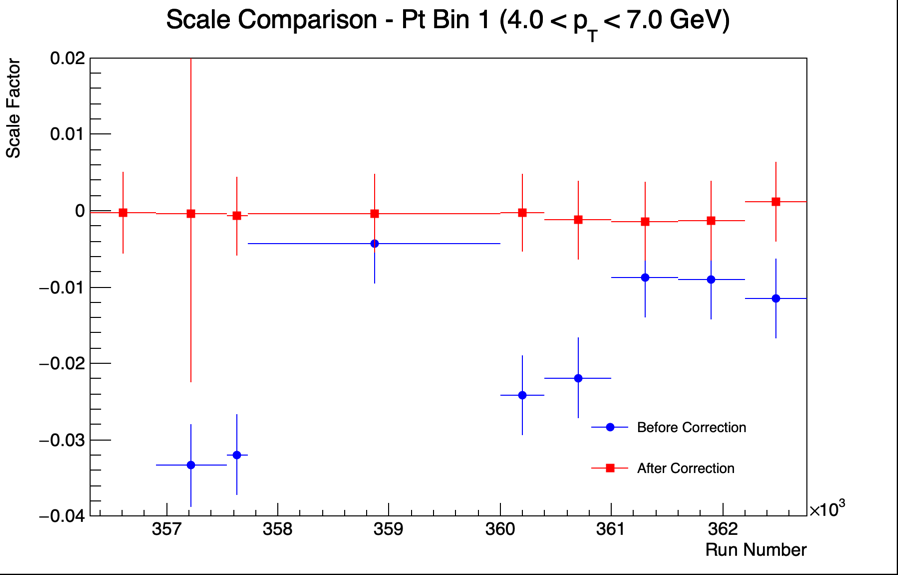 Scale Comparison - Pt Bin 1 (4.0 < p_T < 7.0 GeV)
Scale Factor
0.02
0.01
0
−0.01
−0.02
−0.03
−0.04
357 358 359 360 361 362
×10³
Run Number
Before Correction
After Correction